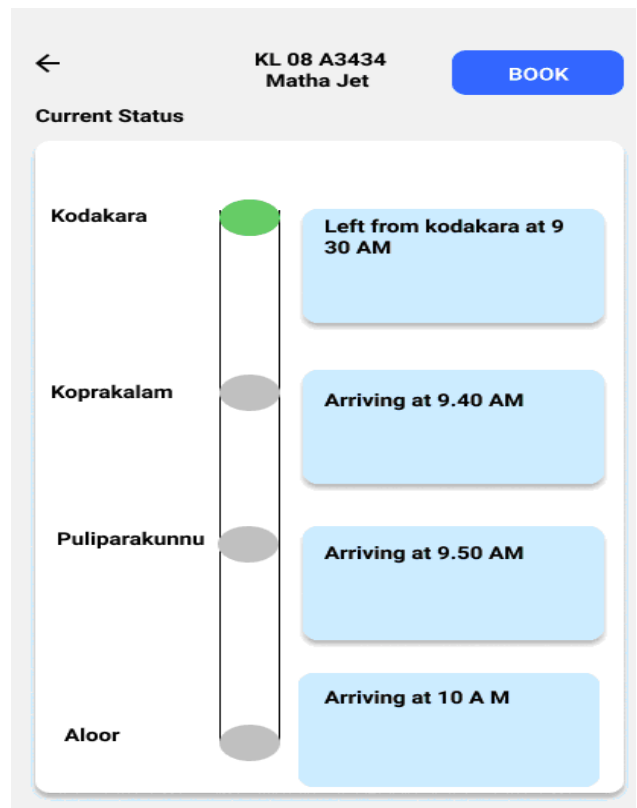 KL 08 A3434
Matha Jet
BOOK
Current Status
Kodakara
Left from kodakara at 9
30 AM
Koprakalam
Arriving at 9.40 AM
Puliparakunnu
Arriving at 9.50 AM
Arriving at 10 A M
Aloor